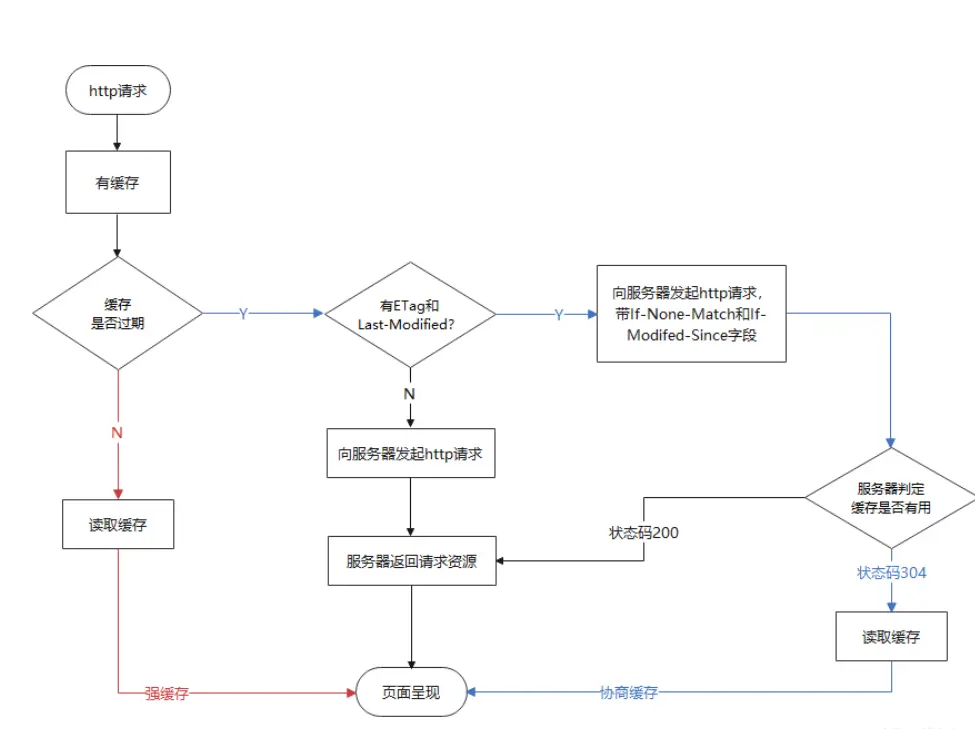 http请求
有缓存
缓存
是否过期
Y
有ETag和
Last-Modified?
Y
向服务器发起http请求，
带If-None-Match和If-
Modifed-Since字段
N
N
向服务器发起http请求
服务器判定
缓存是否有用
读取缓存
状态码200
服务器返回请求资源
状态码304
读取缓存
强缓存
页面呈现
协商缓存